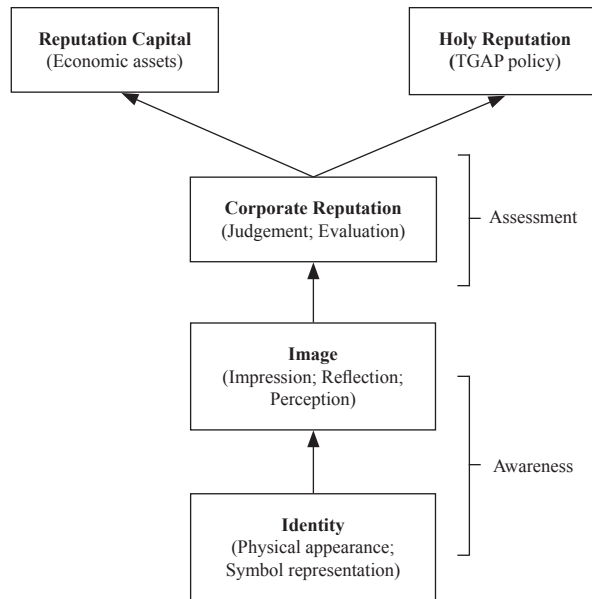 Reputation Capital
(Economic assets)
Holy Reputation
(TGAP policy)
Corporate Reputation
(Judgement; Evaluation)
Assessment
Image
(Impression; Reflection;
Perception)
Awareness
Identity
(Physical appearance;
Symbol representation)